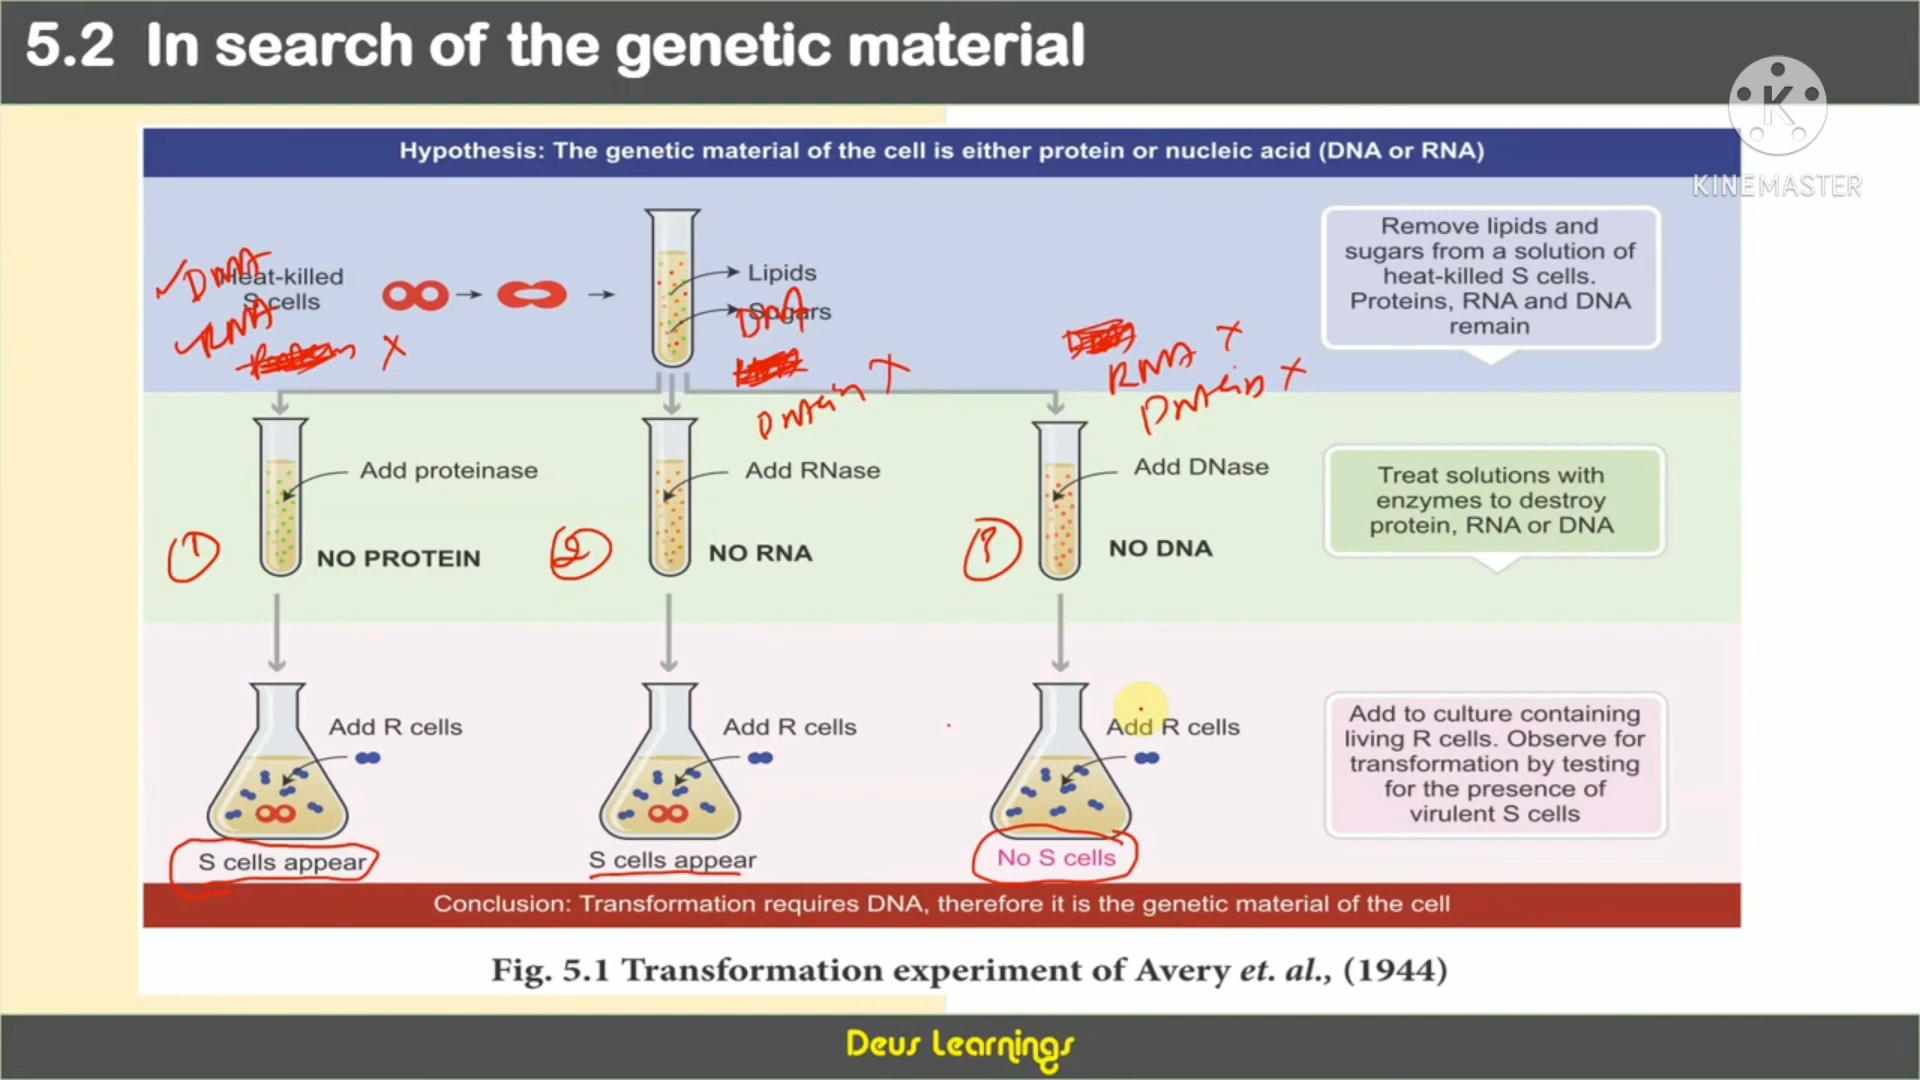 5.2 In search of the genetic material
K
KINEMASTER
Hypothesis: The genetic material of the cell is either protein or nucleic acid (DNA or RNA)
Heat-killed
S cells
DNA
RNA
X
Lipids
Sugars
DNA
Protein X
RNA X
Protein X
Remove lipids and
sugars from a solution of
heat-killed S cells.
Proteins, RNA and DNA
remain
Add proteinase
Add RNase
Add DNase
1
NO PROTEIN
2
NO RNA
NO DNA
Treat solutions with
enzymes to destroy
protein, RNA or DNA
Add R cells
Add R cells
Add R cells
S cells appear
S cells appear
No S cells
Add to culture containing
living R cells. Observe for
transformation by testing
for the presence of
virulent S cells
Conclusion: Transformation requires DNA, therefore it is the genetic material of the cell
Fig. 5.1 Transformation experiment of Avery et. al., (1944)
Deus Learnings